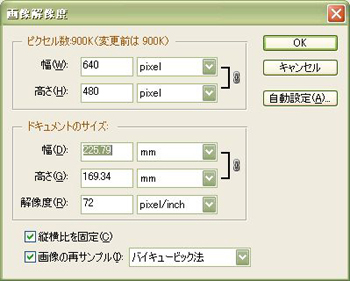 画像解像度
ピクセル数:900K(変更前は 900K)
幅(W): 640 pixel
高さ(H): 480 pixel
ドキュメントのサイズ:
幅(D): 225.79 mm
高さ(G): 169.34 mm
解像度(R): 72 pixel/inch
縦横比を固定(C)
画像の再サンプル(I): バイキュービック法
OK
キャンセル
自動設定(A)...